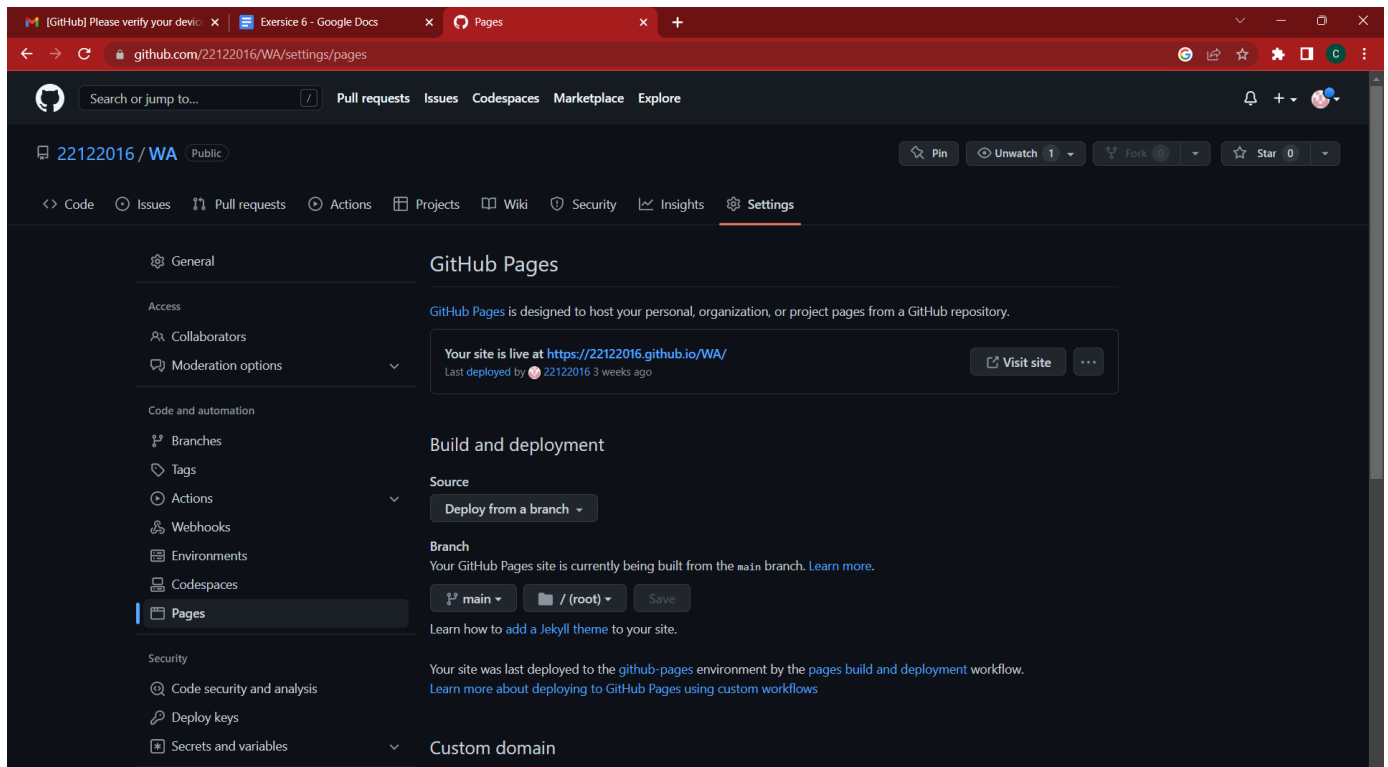 [GitHub] Please verify your devic
Exersice 6 - Google Docs
Pages
github.com/22122016/WA/settings/pages
C
Search or jump to... /
Pull requests Issues Codespaces Marketplace Explore
22122016 / WA Public
Pin
Unwatch 1
Fork 0
Star 0
Code
Issues
Pull requests
Actions
Projects
Wiki
Security
Insights
Settings
General
Access
Collaborators
Moderation options
Code and automation
Branches
Tags
Actions
Webhooks
Environments
Codespaces
Pages
Security
Code security and analysis
Deploy keys
Secrets and variables
GitHub Pages
GitHub Pages is designed to host your personal, organization, or project pages from a GitHub repository.
Your site is live at https://22122016.github.io/WA/
Last deployed by 22122016 3 weeks ago
Visit site
Build and deployment
Source
Deploy from a branch
Branch
Your GitHub Pages site is currently being built from the main branch. Learn more.
main
/ (root)
Save
Learn how to add a Jekyll theme to your site.
Your site was last deployed to the github-pages environment by the pages build and deployment workflow.
Learn more about deploying to GitHub Pages using custom workflows
Custom domain